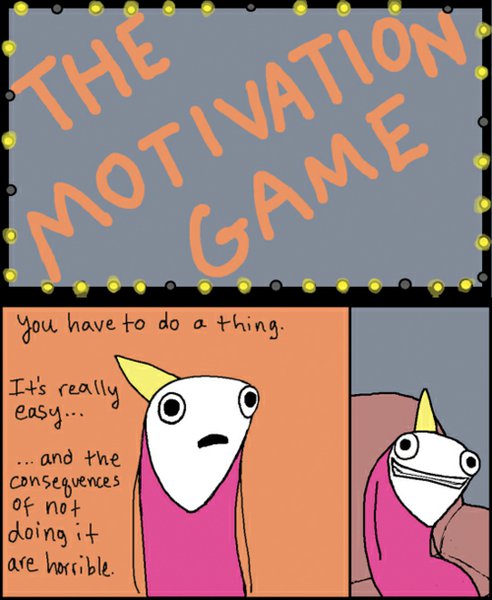 THE
MOTIVATION
GAME
You have to do a thing.
It's really
easy...
... and the
consequences
of not
doing it
are horrible.